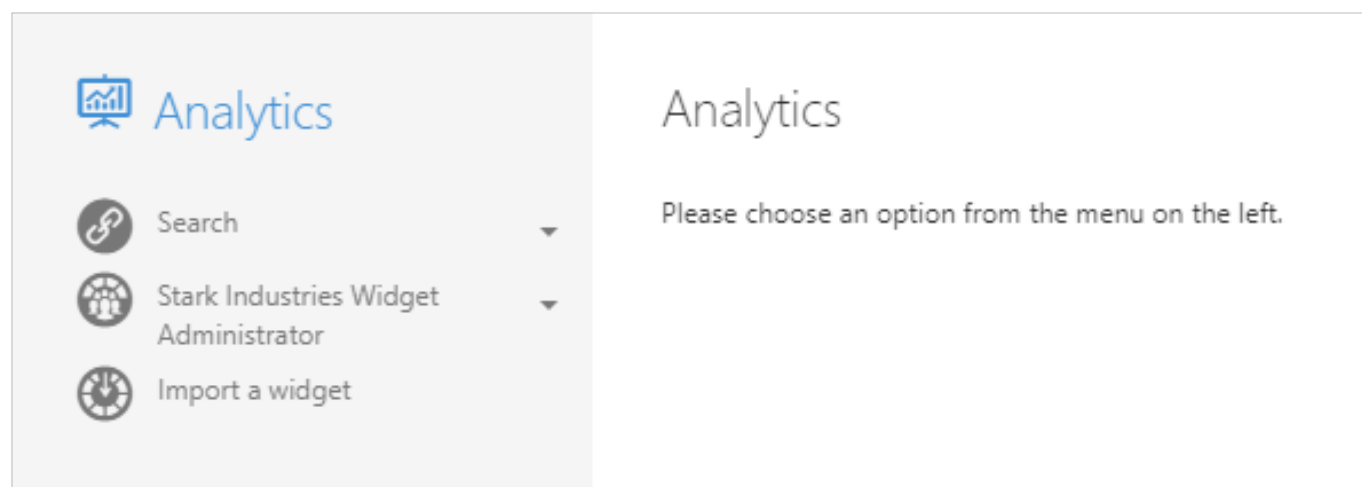 Analytics
Search
Stark Industries Widget
Administrator
Import a widget
Analytics
Please choose an option from the menu on the left.